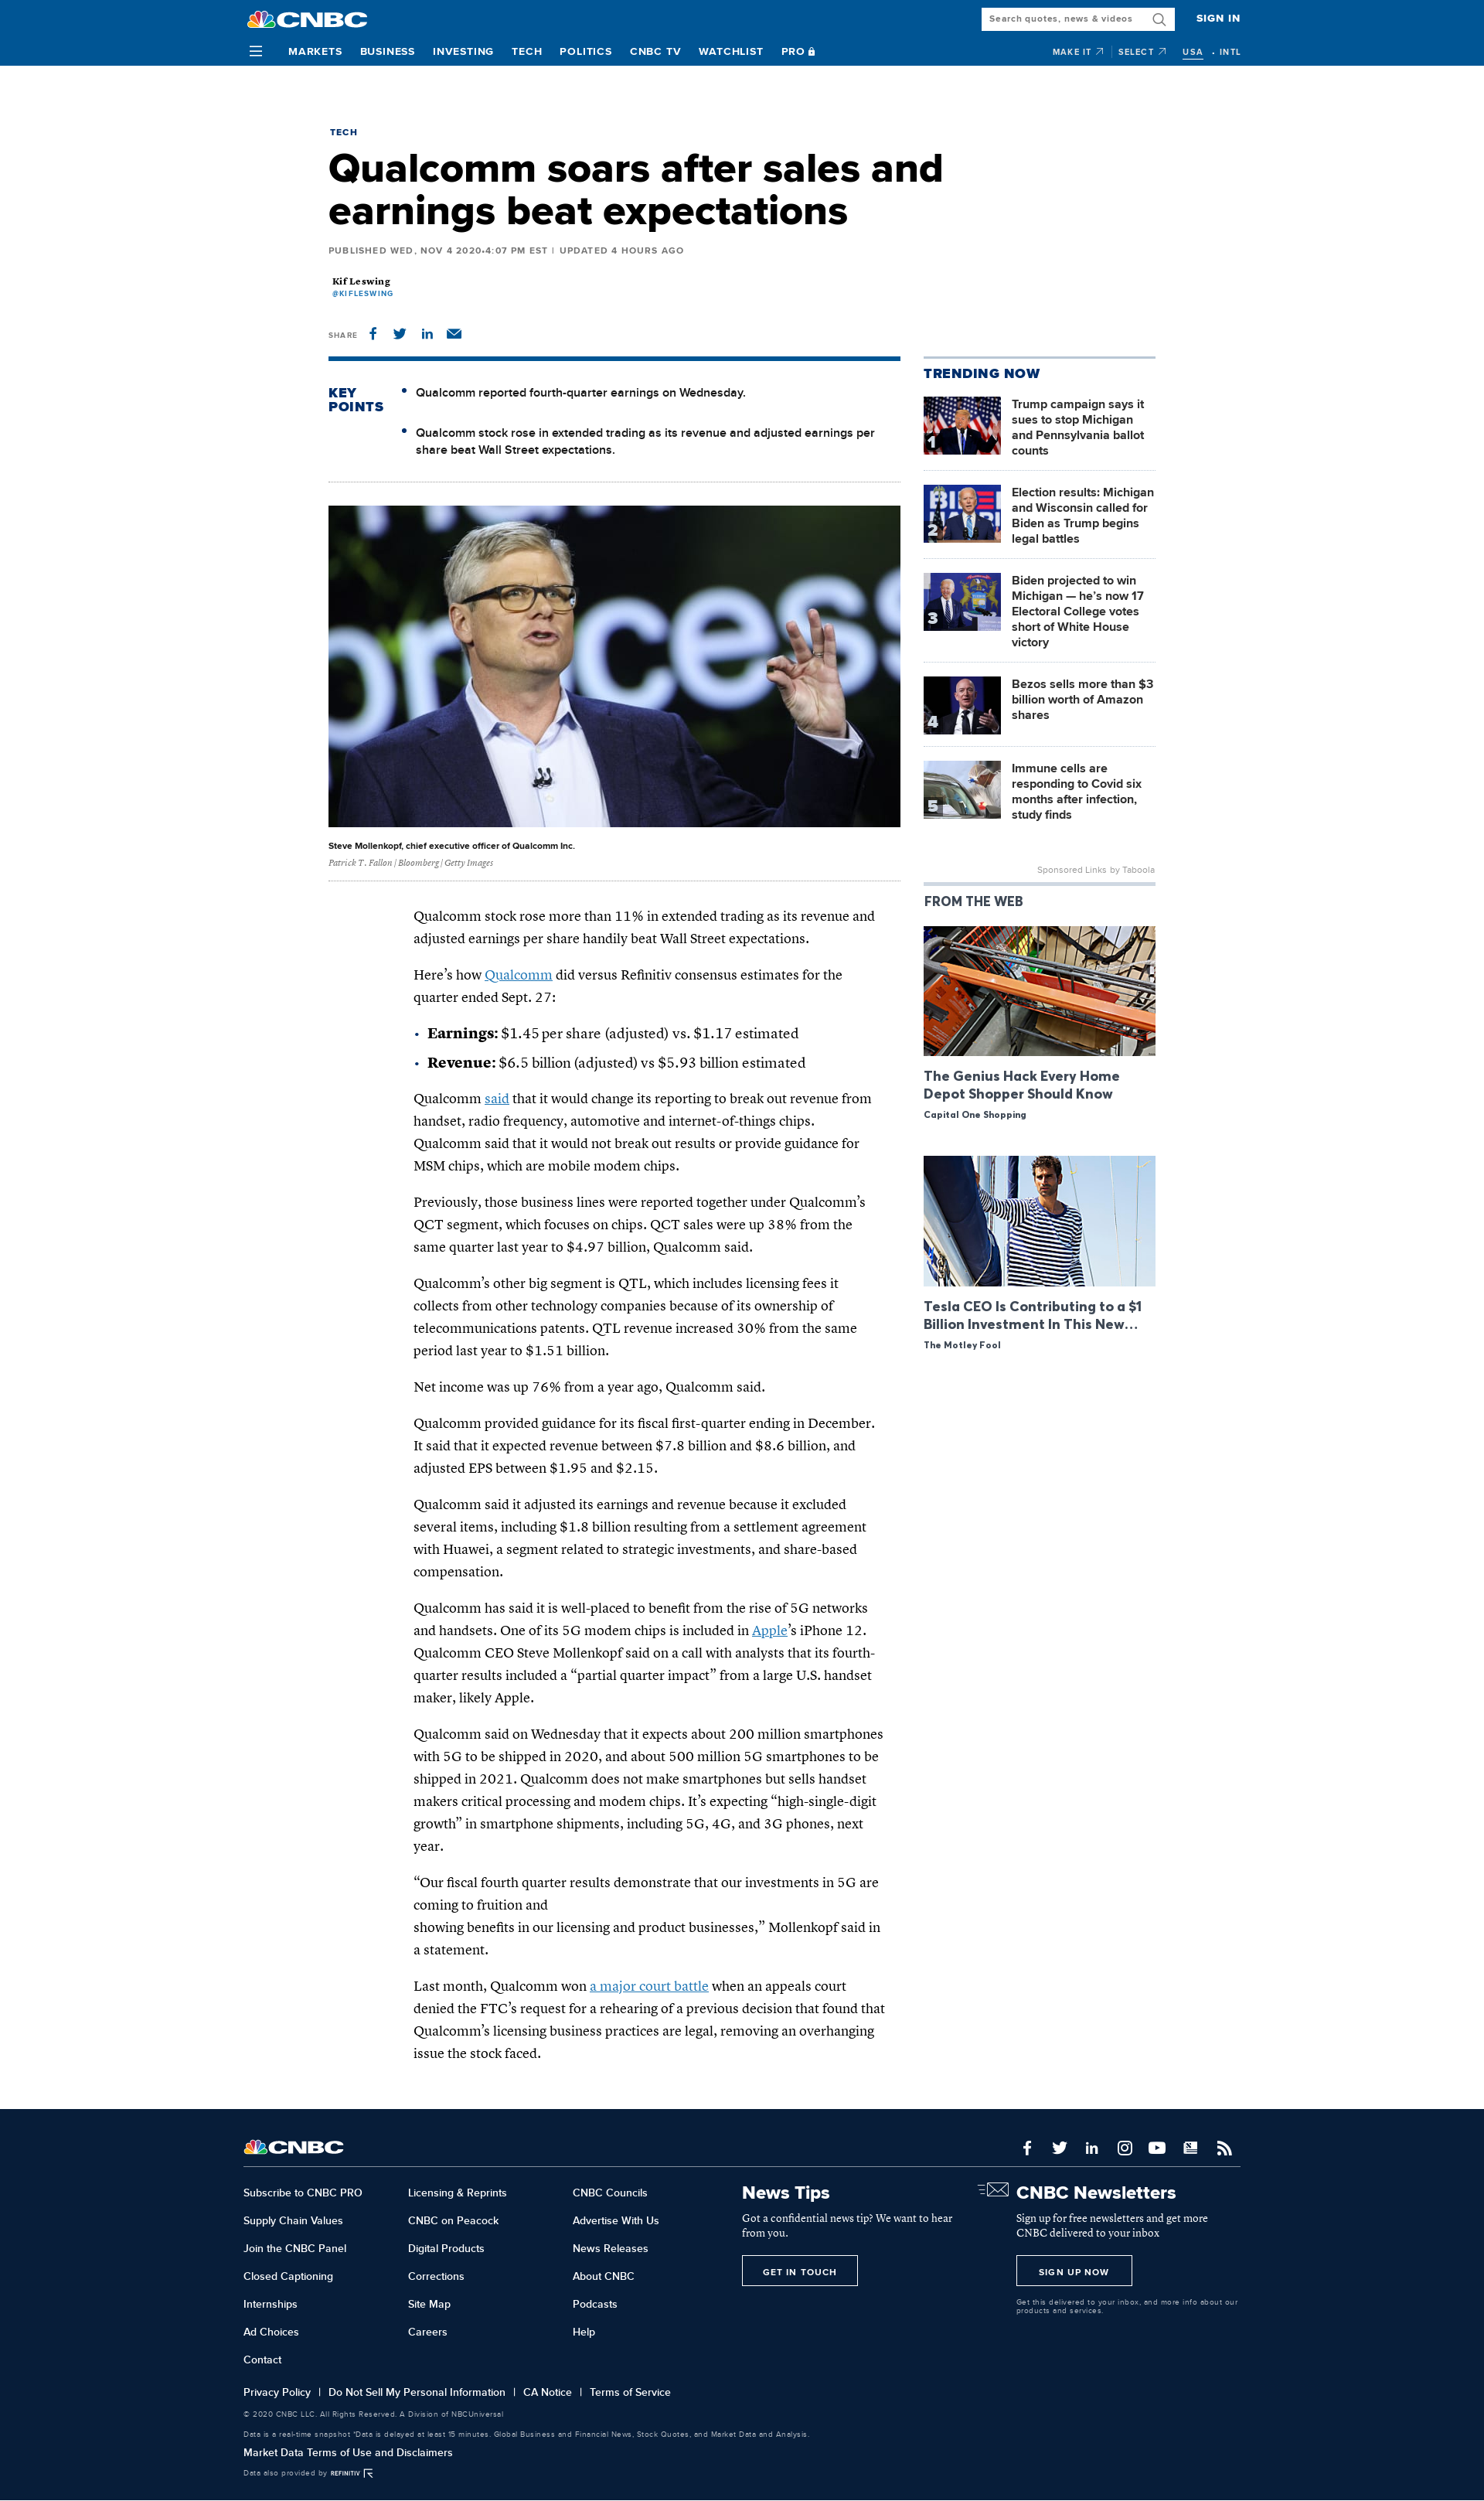 CNBC
Search quotes, news & videos
SIGN IN
MARKETS BUSINESS INVESTING TECH POLITICS CNBC TV WATCHLIST PRO
MAKE IT SELECT USA • INTL
TECH
Qualcomm soars after sales and
earnings beat expectations
PUBLISHED WED, NOV 4 2020•4:07 PM EST | UPDATED 4 HOURS AGO
Kif Leswing
@KIFLESWING
SHARE
KEY
POINTS
• Qualcomm reported fourth-quarter earnings on Wednesday.
• Qualcomm stock rose in extended trading as its revenue and adjusted earnings per
share beat Wall Street expectations.
Steve Mollenkopf, chief executive officer of Qualcomm Inc.
Patrick T. Fallon | Bloomberg | Getty Images
Qualcomm stock rose more than 11% in extended trading as its revenue and
adjusted earnings per share handily beat Wall Street expectations.
Here’s how Qualcomm did versus Refinitiv consensus estimates for the
quarter ended Sept. 27:
• Earnings: $1.45 per share (adjusted) vs. $1.17 estimated
• Revenue: $6.5 billion (adjusted) vs $5.93 billion estimated
Qualcomm said that it would change its reporting to break out revenue from
handset, radio frequency, automotive and internet-of-things chips.
Qualcomm said that it would not break out results or provide guidance for
MSM chips, which are mobile modem chips.
Previously, those business lines were reported together under Qualcomm’s
QCT segment, which focuses on chips. QCT sales were up 38% from the
same quarter last year to $4.97 billion, Qualcomm said.
Qualcomm’s other big segment is QTL, which includes licensing fees it
collects from other technology companies because of its ownership of
telecommunications patents. QTL revenue increased 30% from the same
period last year to $1.51 billion.
Net income was up 76% from a year ago, Qualcomm said.
Qualcomm provided guidance for its fiscal first-quarter ending in December.
It said that it expected revenue between $7.8 billion and $8.6 billion, and
adjusted EPS between $1.95 and $2.15.
Qualcomm said it adjusted its earnings and revenue because it excluded
several items, including $1.8 billion resulting from a settlement agreement
with Huawei, a segment related to strategic investments, and share-based
compensation.
Qualcomm has said it is well-placed to benefit from the rise of 5G networks
and handsets. One of its 5G modem chips is included in Apple’s iPhone 12.
Qualcomm CEO Steve Mollenkopf said on a call with analysts that its fourth-
quarter results included a “partial quarter impact” from a large U.S. handset
maker, likely Apple.
Qualcomm said on Wednesday that it expects about 200 million smartphones
with 5G to be shipped in 2020, and about 500 million 5G smartphones to be
shipped in 2021. Qualcomm does not make smartphones but sells handset
makers critical processing and modem chips. It’s expecting “high-single-digit
growth” in smartphone shipments, including 5G, 4G, and 3G phones, next
year.
“Our fiscal fourth quarter results demonstrate that our investments in 5G are
coming to fruition and
showing benefits in our licensing and product businesses,” Mollenkopf said in
a statement.
Last month, Qualcomm won a major court battle when an appeals court
denied the FTC’s request for a rehearing of a previous decision that found that
Qualcomm’s licensing business practices are legal, removing an overhanging
issue the stock faced.
TRENDING NOW
1
Trump campaign says it
sues to stop Michigan
and Pennsylvania ballot
counts
2
Election results: Michigan
and Wisconsin called for
Biden as Trump begins
legal battles
3
Biden projected to win
Michigan — he’s now 17
Electoral College votes
short of White House
victory
4
Bezos sells more than $3
billion worth of Amazon
shares
5
Immune cells are
responding to Covid six
months after infection,
study finds
Sponsored Links by Taboola
FROM THE WEB
The Genius Hack Every Home
Depot Shopper Should Know
Capital One Shopping
Tesla CEO Is Contributing to a $1
Billion Investment In This New…
The Motley Fool
CNBC
Subscribe to CNBC PRO
Supply Chain Values
Join the CNBC Panel
Closed Captioning
Internships
Ad Choices
Contact
Licensing & Reprints
CNBC on Peacock
Digital Products
Corrections
Site Map
Careers
CNBC Councils
Advertise With Us
News Releases
About CNBC
Podcasts
Help
News Tips
Got a confidential news tip? We want to hear
from you.
GET IN TOUCH
CNBC Newsletters
Sign up for free newsletters and get more
CNBC delivered to your inbox
SIGN UP NOW
Get this delivered to your inbox, and more info about our
products and services.
Privacy Policy | Do Not Sell My Personal Information | CA Notice | Terms of Service
© 2020 CNBC LLC. All Rights Reserved. A Division of NBCUniversal
Data is a real-time snapshot *Data is delayed at least 15 minutes. Global Business and Financial News, Stock Quotes, and Market Data and Analysis.
Market Data Terms of Use and Disclaimers
Data also provided by REFINITIV